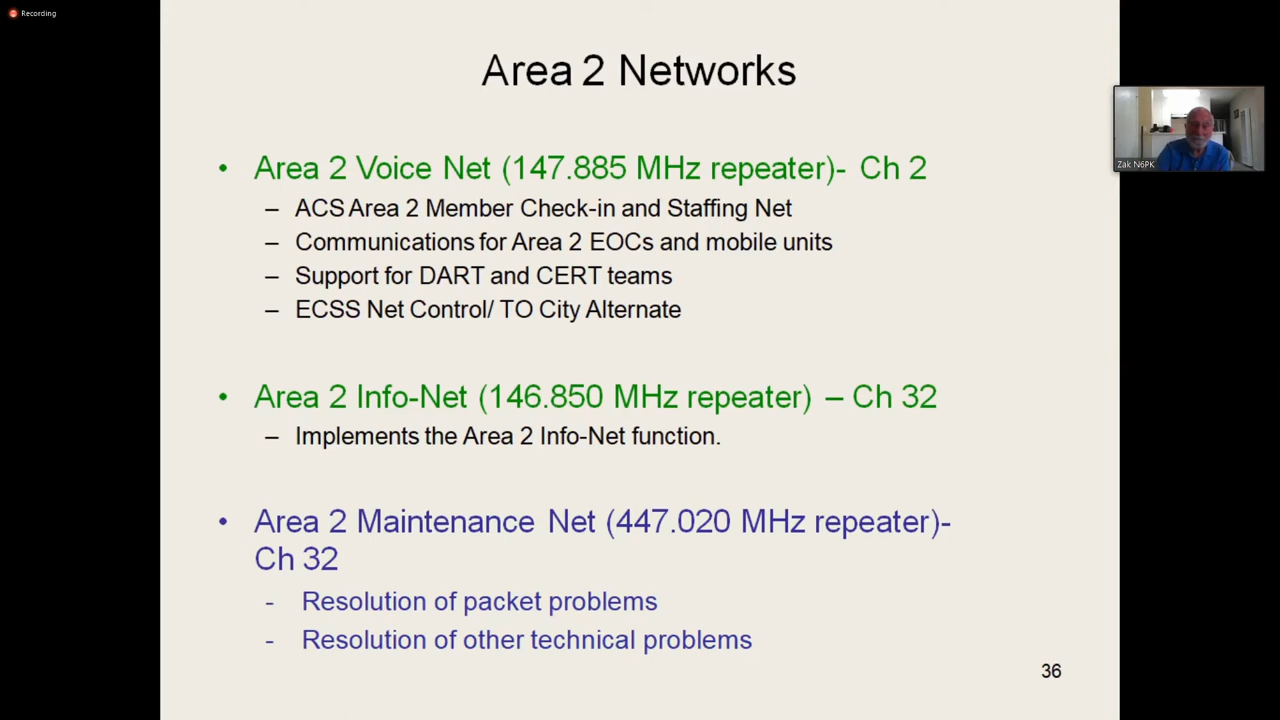 Recording
Area 2 Networks
• Area 2 Voice Net (147.885 MHz repeater)- Ch 2
– ACS Area 2 Member Check-in and Staffing Net
– Communications for Area 2 EOCs and mobile units
– Support for DART and CERT teams
– ECSS Net Control/ TO City Alternate
• Area 2 Info-Net (146.850 MHz repeater) – Ch 32
– Implements the Area 2 Info-Net function.
• Area 2 Maintenance Net (447.020 MHz repeater)-
Ch 32
- Resolution of packet problems
- Resolution of other technical problems
36
Zak N6PK